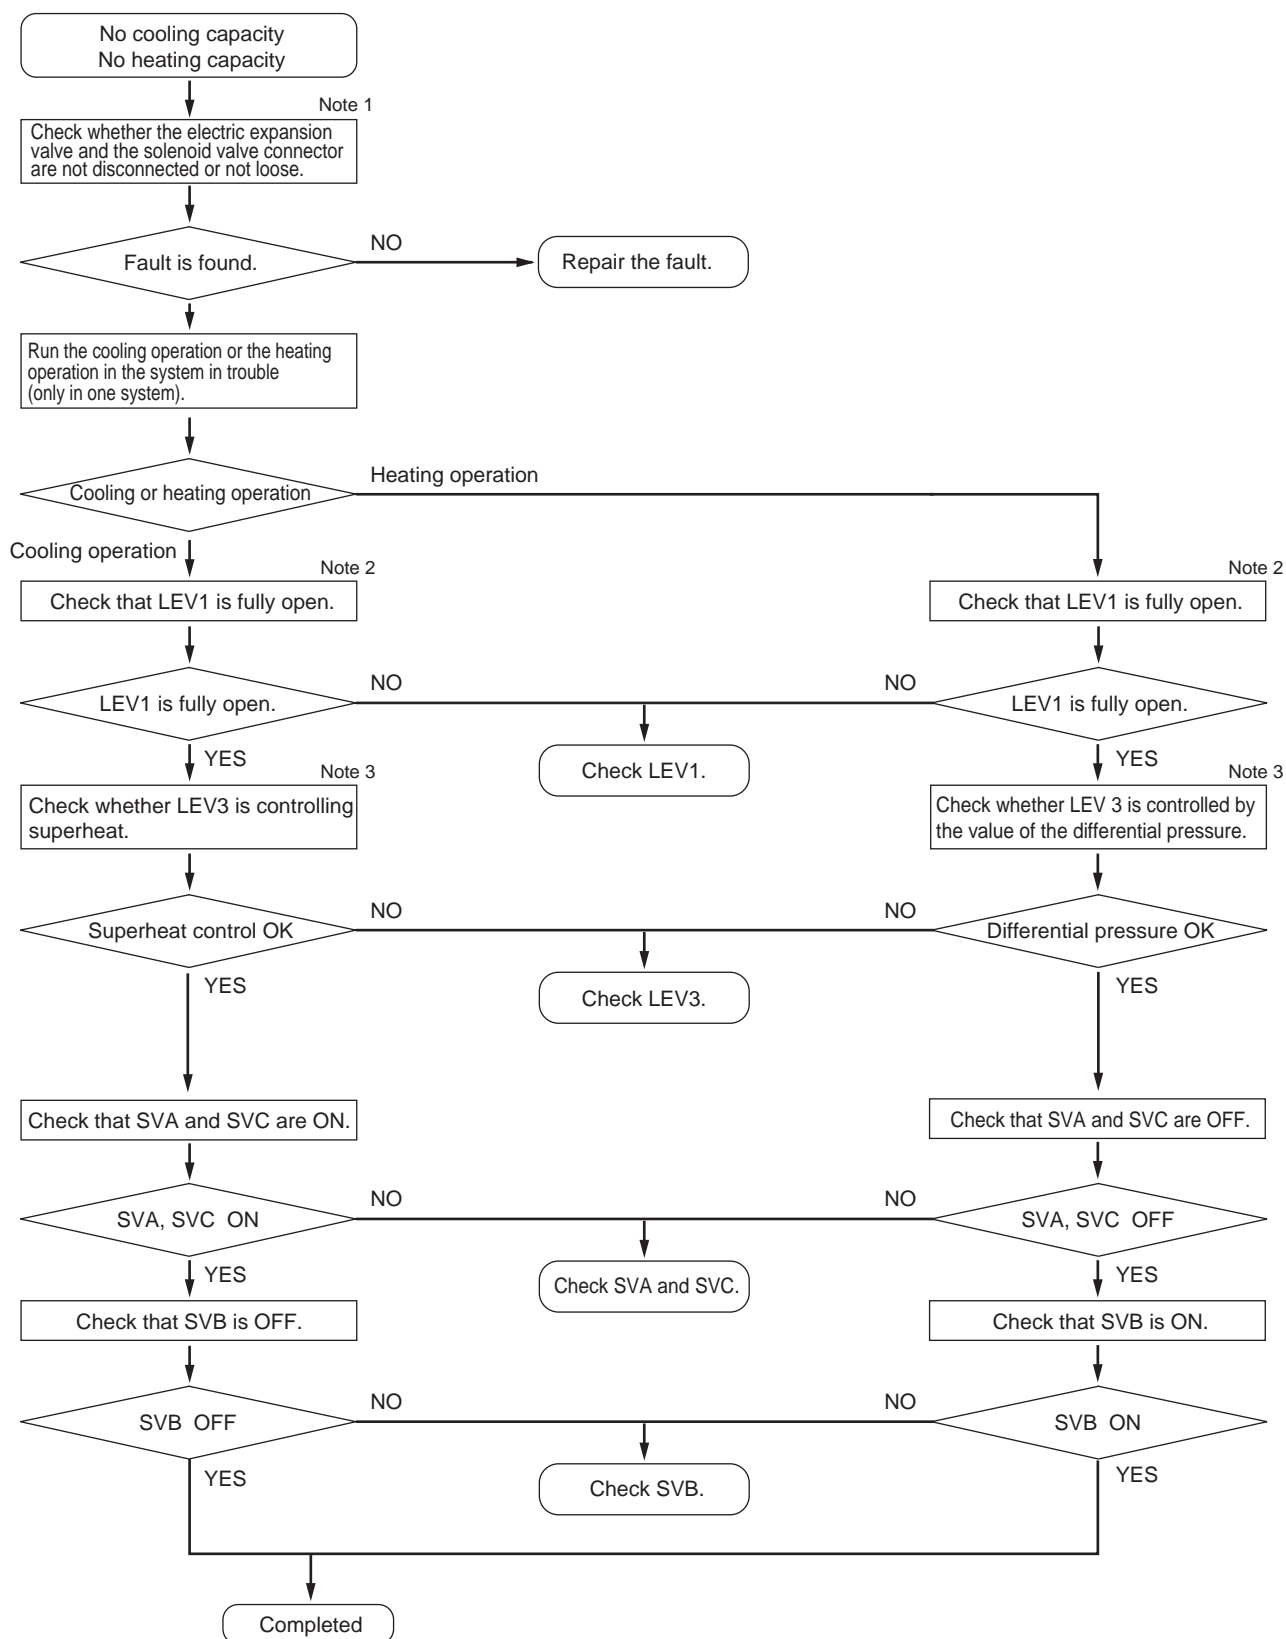 No cooling capacity
No heating capacity
Note 1
Check whether the electric expansion
valve and the solenoid valve connector
are not disconnected or not loose.
NO
Fault is found.
Repair the fault.
Run the cooling operation or the heating
operation in the system in trouble
(only in one system).
Heating operation
Cooling or heating operation
Cooling operation
Note 2
Note 2
Check that LEV1 is fully open.
Check that LEV1 is fully open.
NO
NO
LEV1 is fully open.
LEV1 is fully open.
YES
YES
Note 3
Check LEV1.
Note 3
Check whether LEV3 is controlling
superheat.
Check whether LEV 3 is controlled by
the value of the differential pressure.
NO
NO
Superheat control OK
Differential pressure OK
YES
YES
Check LEV3.
Check that SVA and SVC are ON.
Check that SVA and SVC are OFF.
NO
NO
SVA, SVC ON
SVA, SVC OFF
YES
YES
Check SVA and SVC.
Check that SVB is OFF.
Check that SVB is ON.
NO
NO
SVB OFF
SVB ON
YES
YES
Check SVB.
Completed